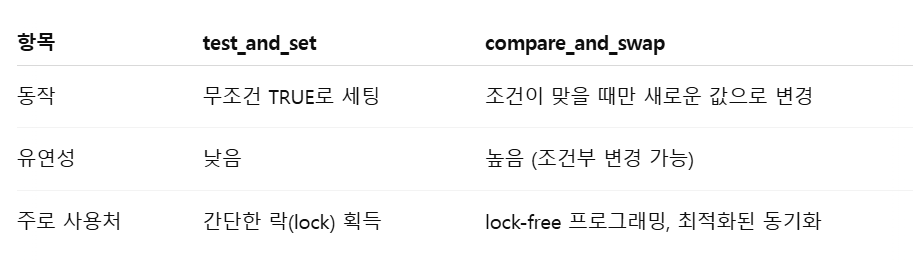 항목 test_and_set compare_and_swap
동작 무조건 TRUE로 세팅 조건이 맞을 때만 새로운 값으로 변경
유연성 낮음 높음 (조건부 변경 가능)
주로 사용처 간단한 락(lock) 획득 lock-free 프로그래밍, 최적화된 동기화